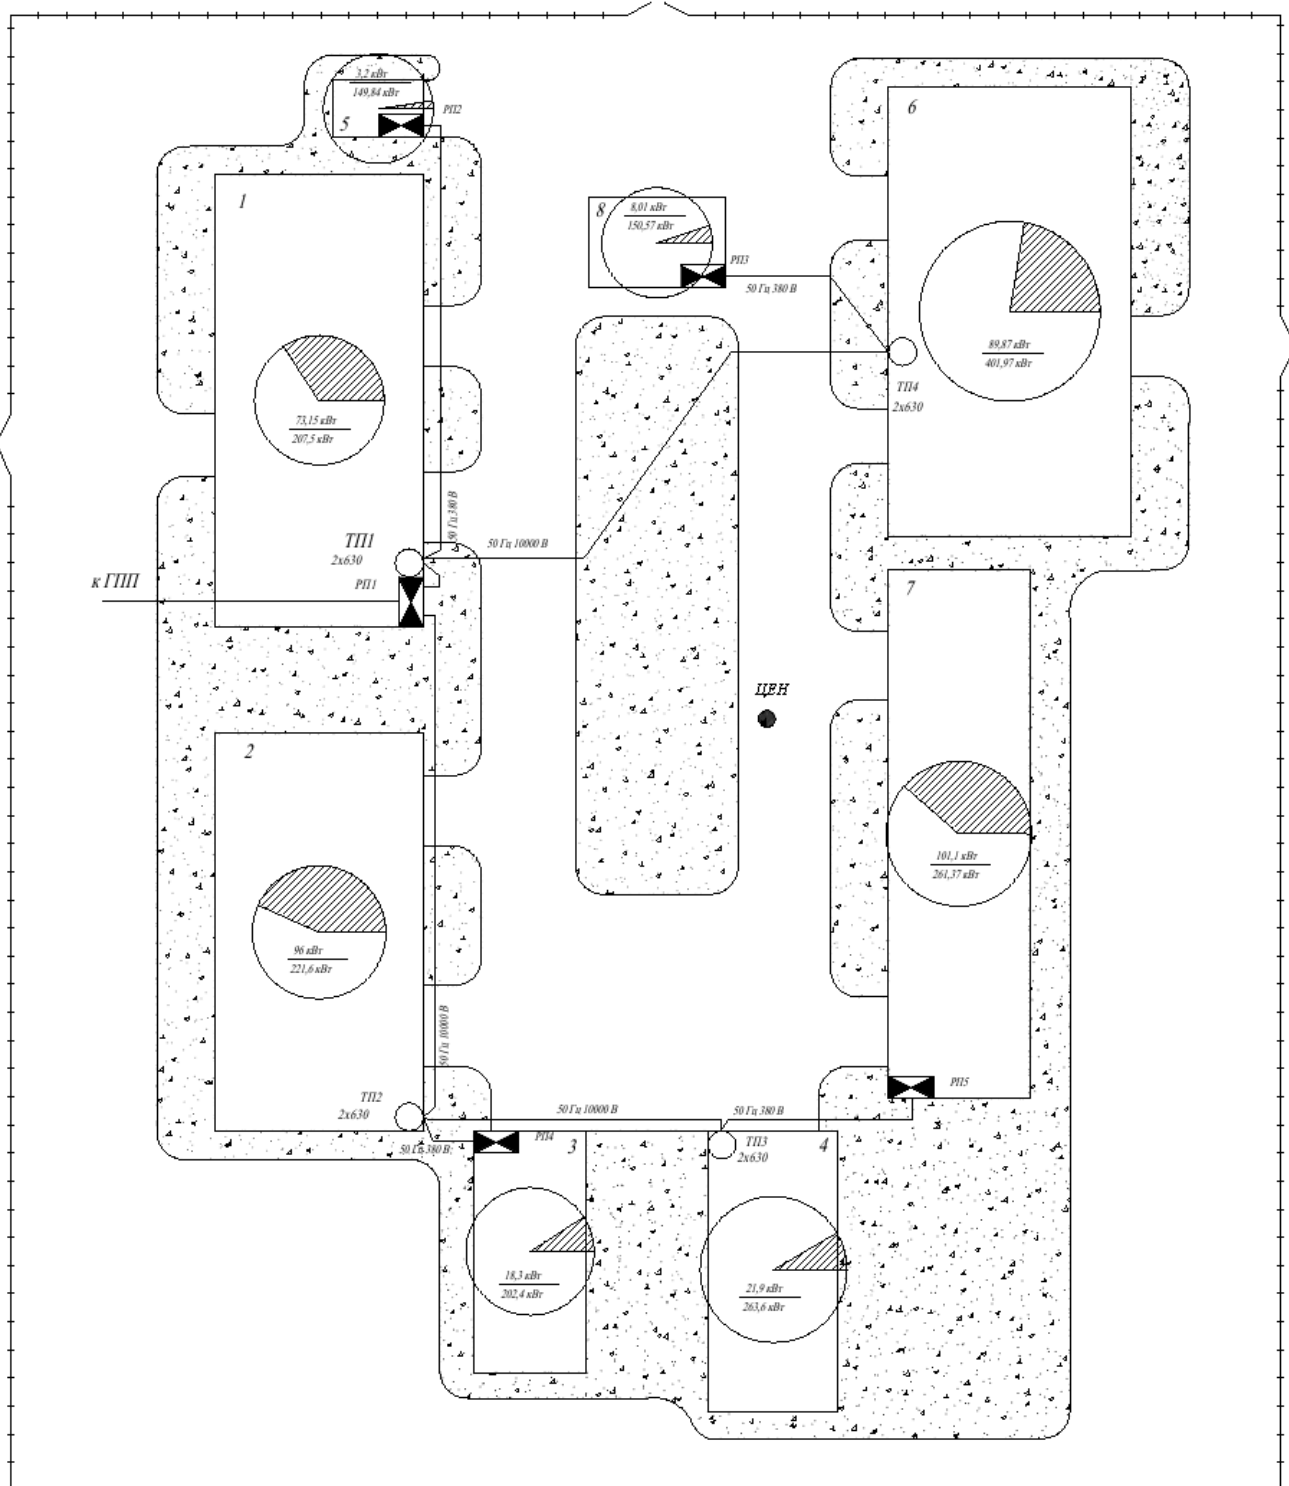 3,2 кВт
149,84 кВт
РП2
5
6
1
8
8,01 кВт
150,57 кВт
РП3
50 Гц 380 В
89,87 кВт
401,97 кВт
ТП4
2x630
73,15 кВт
207,5 кВт
50 Гц 380 В
ТП1
2x630
50 Гц 10000 В
РП1
к ГПП
7
ЦЕН
2
101,1 кВт
261,37 кВт
96 кВт
221,6 кВт
50 Гц 10000 В
ТП2
2x630
РП5
50 Гц 10000 В
50 Гц 380 В
50 Гц 380 В
РП4
3
ТП3
2x630
4
18,3 кВт
202,4 кВт
21,9 кВт
263,6 кВт